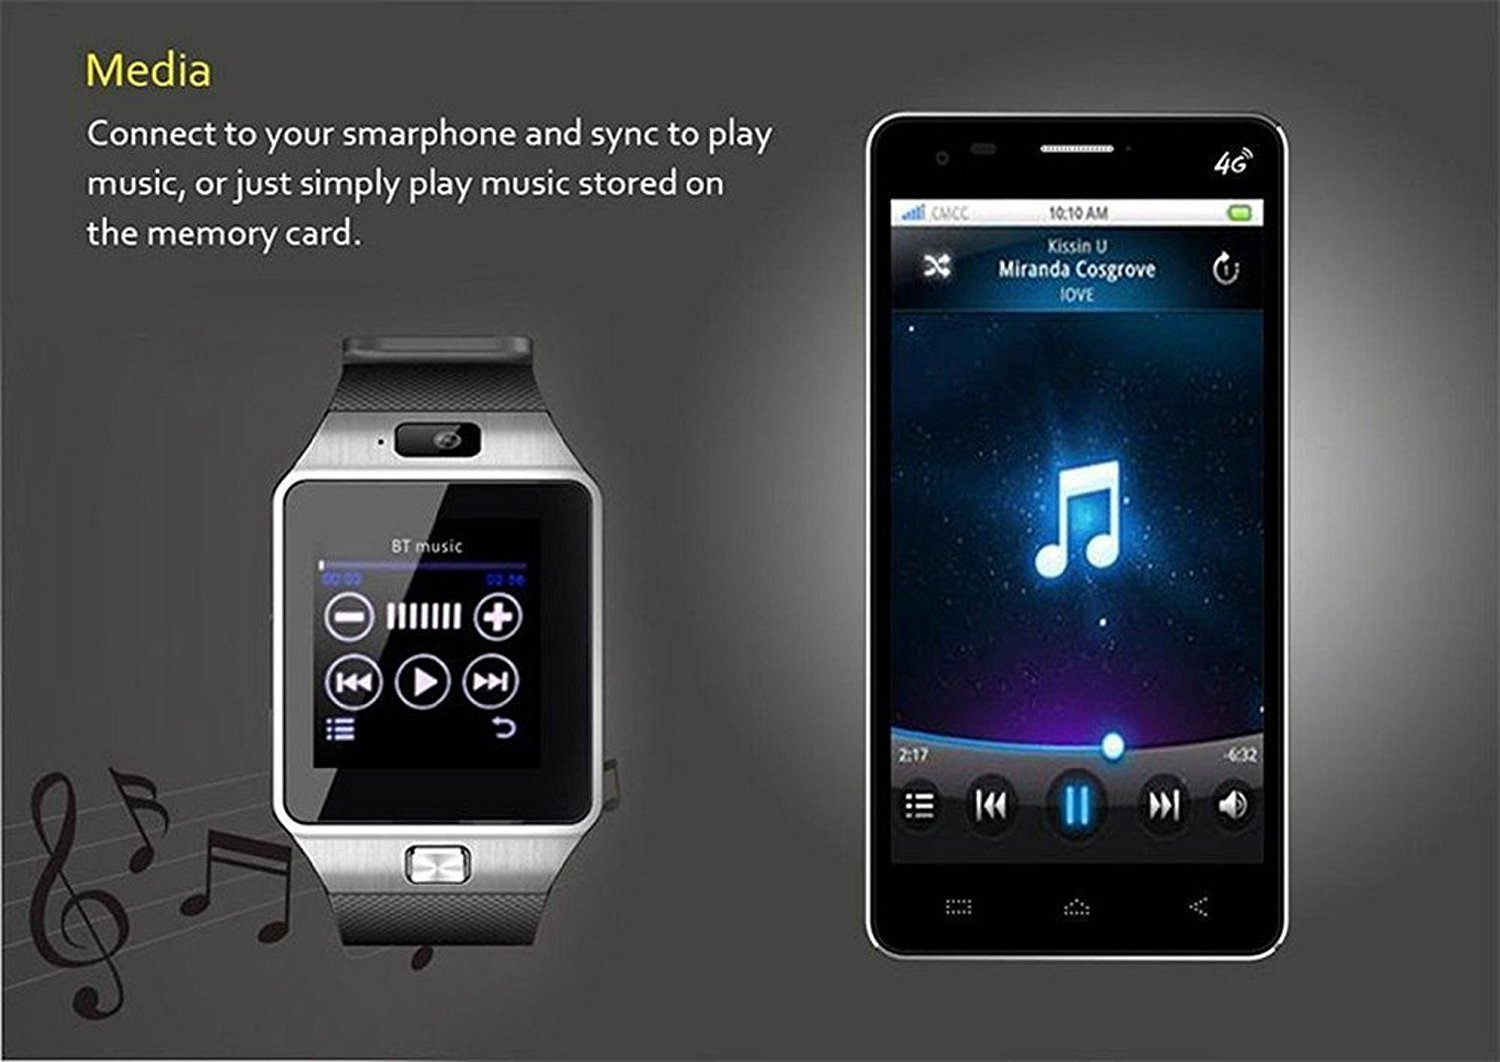 Media
Connect to your smarphone and sync to play
music, or just simply play music stored on
the memory card.
4G
CMCC
10:10 AM
Kissin U
Miranda Cosgrove
lOVE
BT music
2:17
-6:32